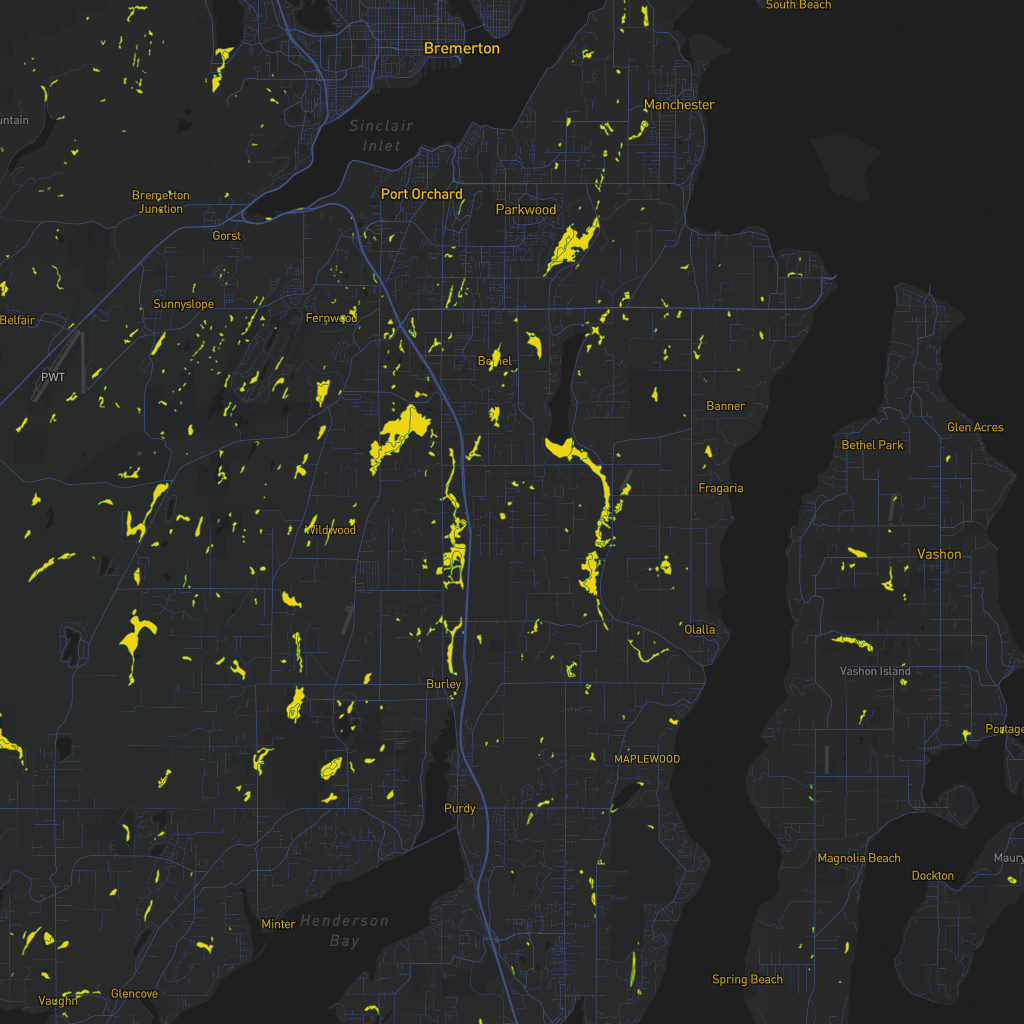 South Beach
Bremerton
Manchester
untain
Sinclair
Inlet
Bremerton
Junction
Port Orchard
Parkwood
Gorst
Sunnyslope
Belfair
Fernwood
Bethel
PWT
Banner
Glen Acres
Bethel Park
Fragaria
Wildwood
Vashon
Olalla
Vashon Island
Burley
Portage
MAPLEWOOD
Purdy
Magnolia Beach
Maury
Dockton
Minter
Henderson
Bay
Spring Beach
Glencove
Vaughn